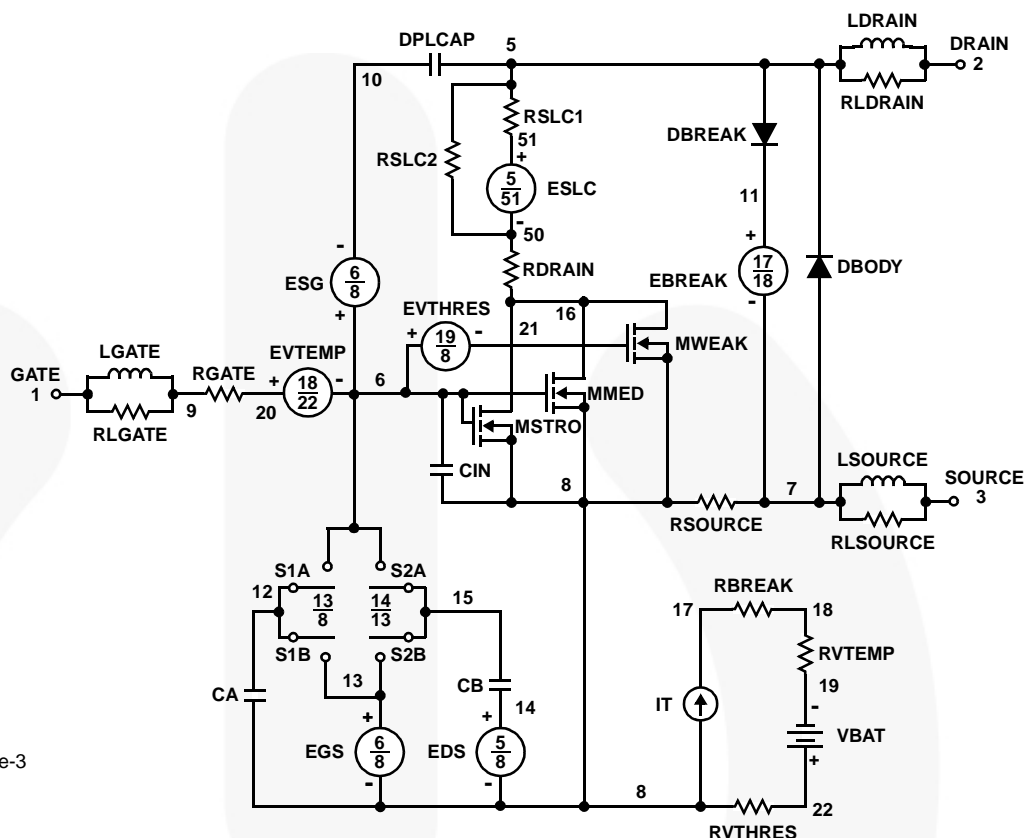 LDRAIN
DPLCAP
5
DRAIN
2
10
RLDRAIN
RSLC1
51
+
DBREAK
RSLC2
5
51
ESLC
11
-
50
-
+
17
18
EBREAK
-
DBODY
RDRAIN
6
8
ESG
+
EVTHRES
+
19
8
-
21
16
MWEAK
LGATE
EVTEMP
GATE
1
RGATE
+
18
22
-
6
MMED
9
20
RLGATE
MSTRO
CIN
LSOURCE
SOURCE
3
8
7
RSOURCE
RLSOURCE
S1A
S2A
12
13
8
14
13
15
RBREAK
17
18
S1B
S2B
RVTEMP
13
CA
CB
19
IT
-
14
+
+
VBAT
EGS
6
8
EDS
5
8
+
e-3
-
-
8
22
RVTHRES